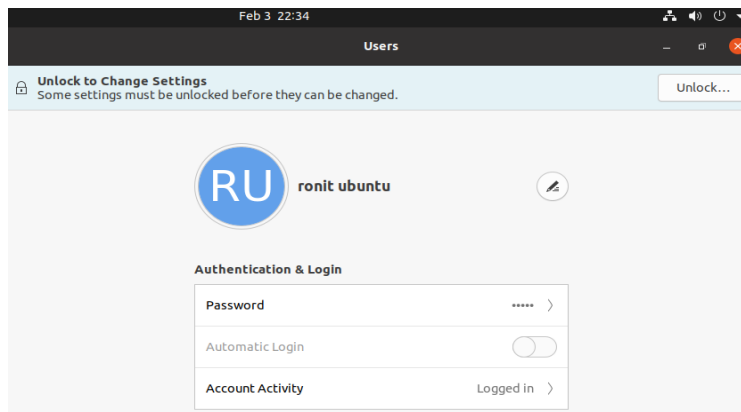 Feb 3 22:34
Users
Unlock to Change Settings
Some settings must be unlocked before they can be changed.
Unlock...
RU
ronit ubuntu
Authentication & Login
Password •••••
Automatic Login
Account Activity Logged in